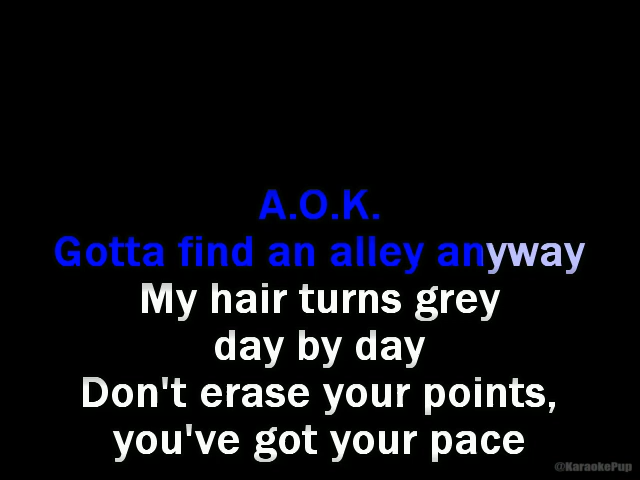 A.O.K.
Gotta find an alley anyway
My hair turns grey
day by day
Don't erase your points,
you've got your pace
@KaraokePup